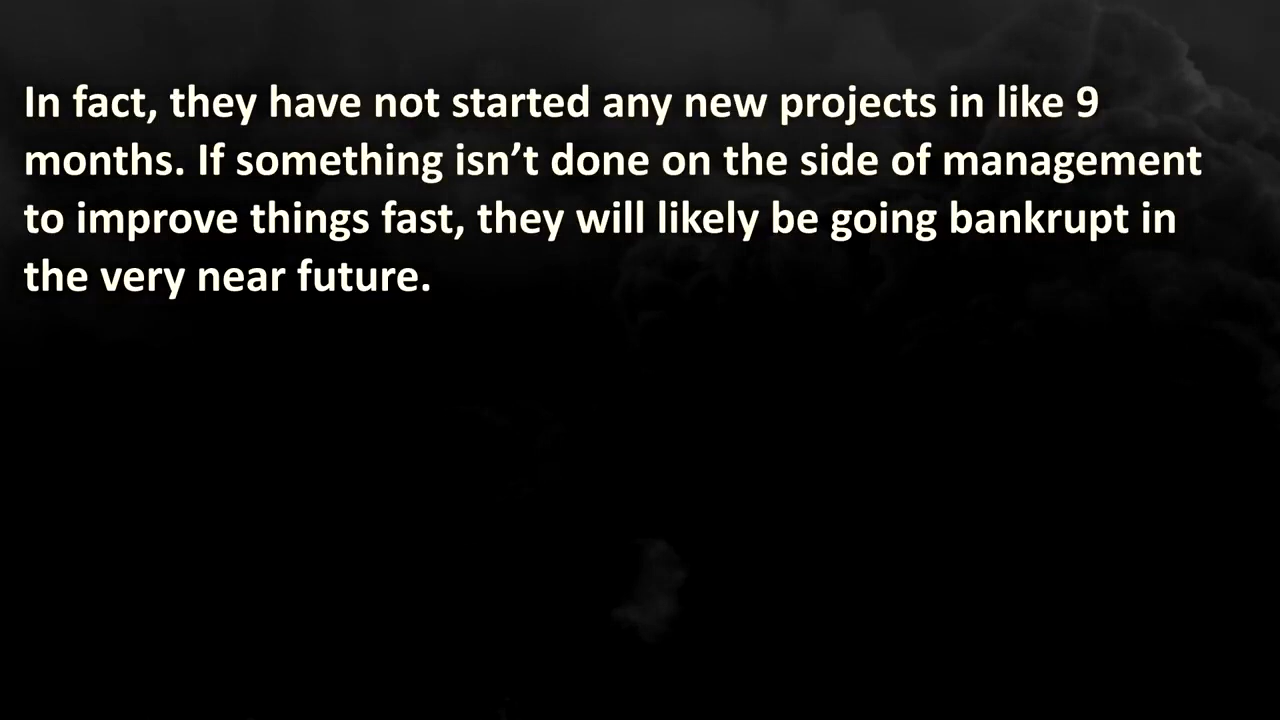 In fact, they have not started any new projects in like 9
months. If something isn’t done on the side of management
to improve things fast, they will likely be going bankrupt in
the very near future.